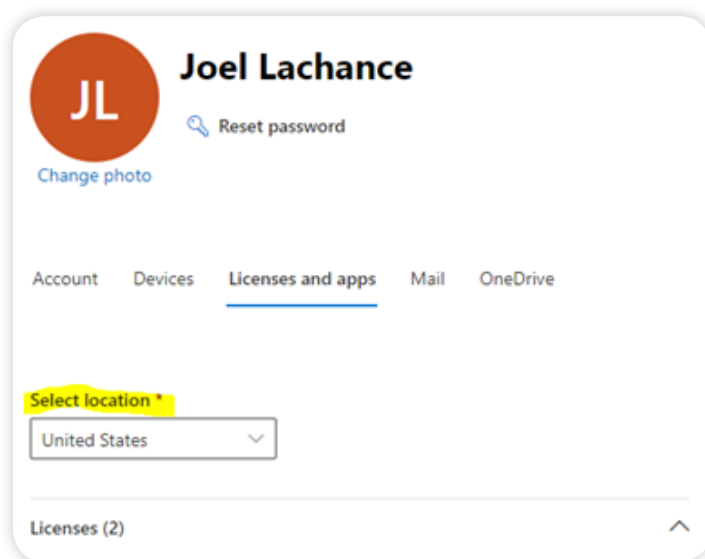 JL
Joel Lachance
Reset password
Change photo
Account Devices Licenses and apps Mail OneDrive
Select location *
United States
Licenses (2)